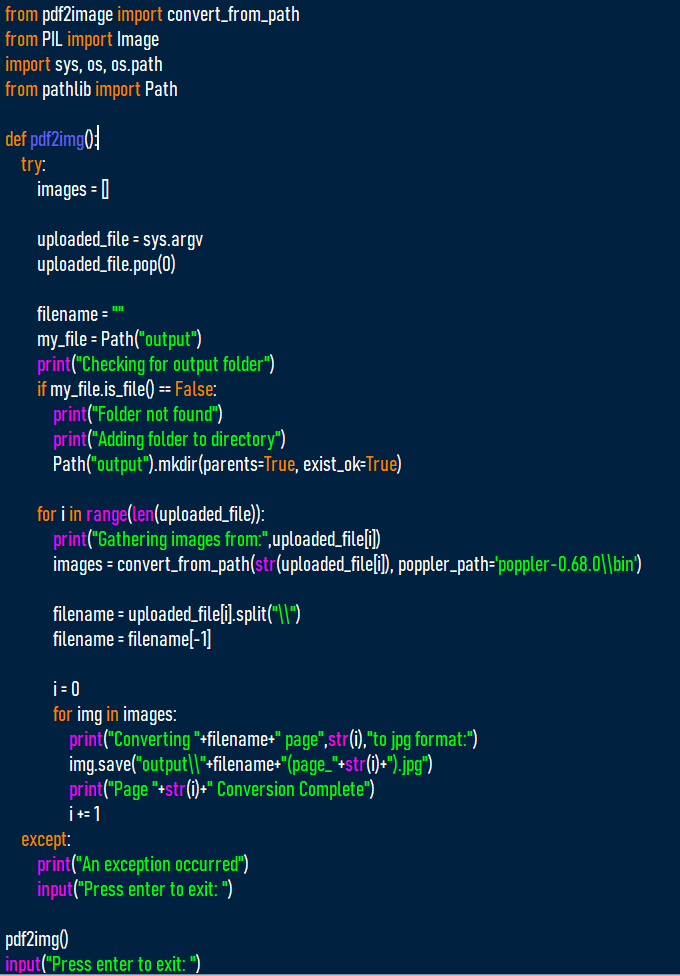 from pdf2image import convert_from_path
from PIL import Image
import sys, os, os.path
from pathlib import Path

def pdf2img():
    try:
        images = []

        uploaded_file = sys.argv
        uploaded_file.pop(0)

        filename = ""
        my_file = Path("output")
        print("Checking for output folder")
        if my_file.is_file() == False:
            print("Folder not found")
            print("Adding folder to directory")
            Path("output").mkdir(parents=True, exist_ok=True)

        for i in range(len(uploaded_file)):
            print("Gathering images from:",uploaded_file[i])
            images = convert_from_path(str(uploaded_file[i]), poppler_path='poppler-0.68.0\\bin')

            filename = uploaded_file[i].split("\\")
            filename = filename[-1]

            i = 0
            for img in images:
                print("Converting "+filename+" page",str(i),"to jpg format:")
                img.save("output\\"+filename+"(page_"+str(i)+").jpg")
                print("Page "+str(i)+" Conversion Complete")
                i += 1
    except:
        print("An exception occurred")
        input("Press enter to exit: ")

pdf2img()
input("Press enter to exit: ")